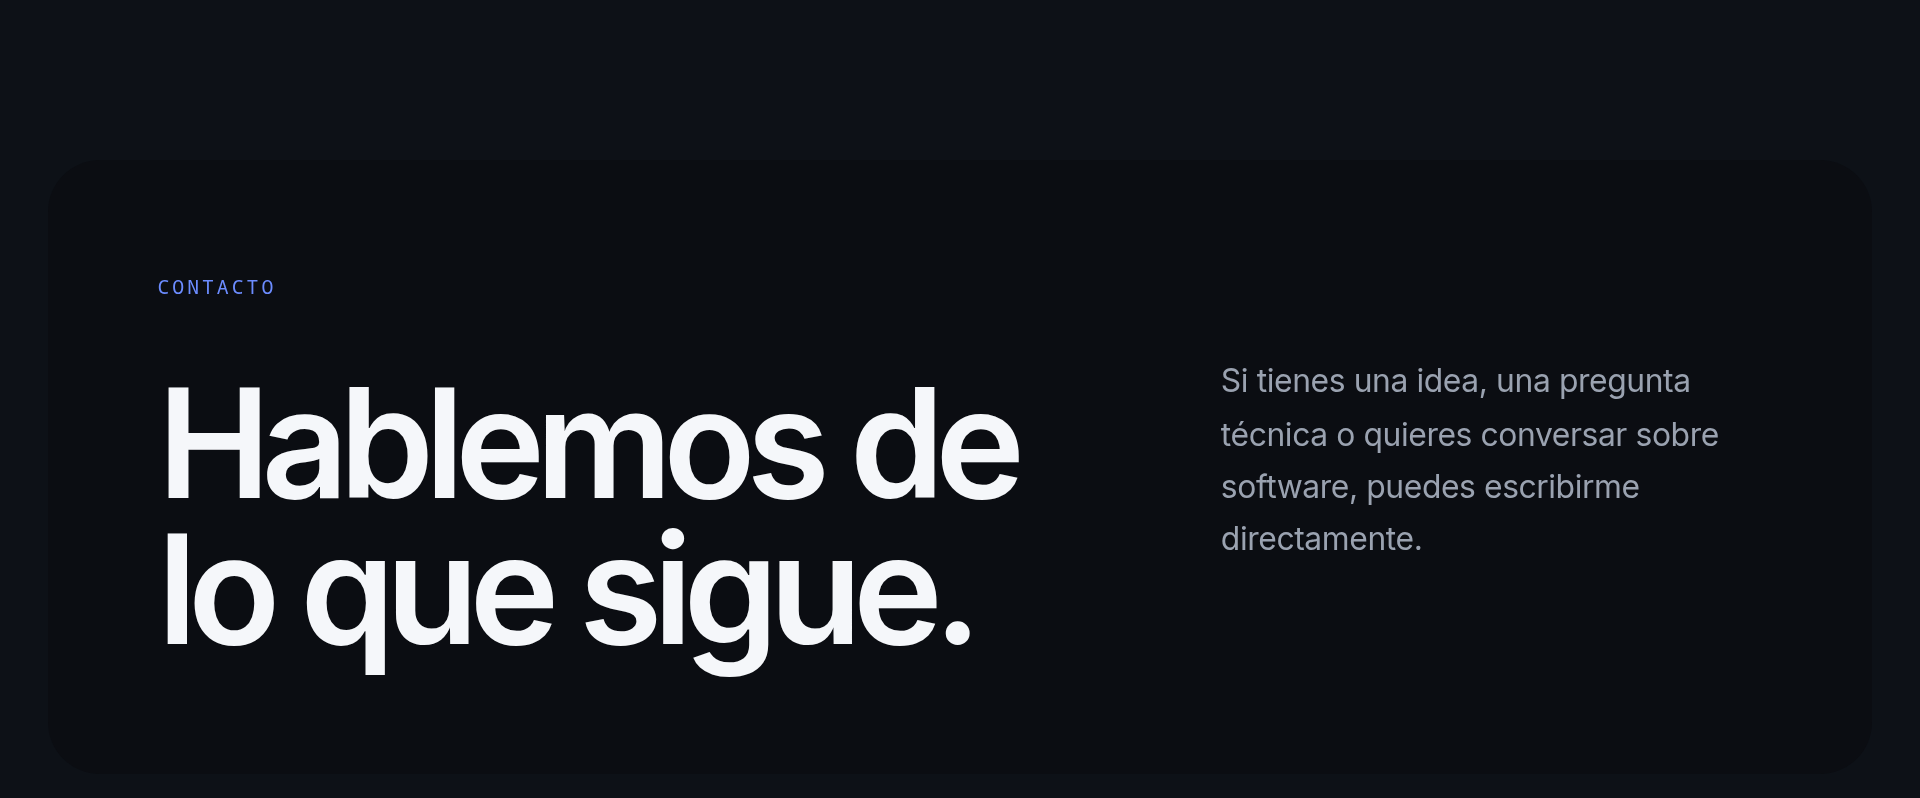 CONTACTO
Hablemos de
lo que sigue.
Si tienes una idea, una pregunta
técnica o quieres conversar sobre
software, puedes escribirme
directamente.